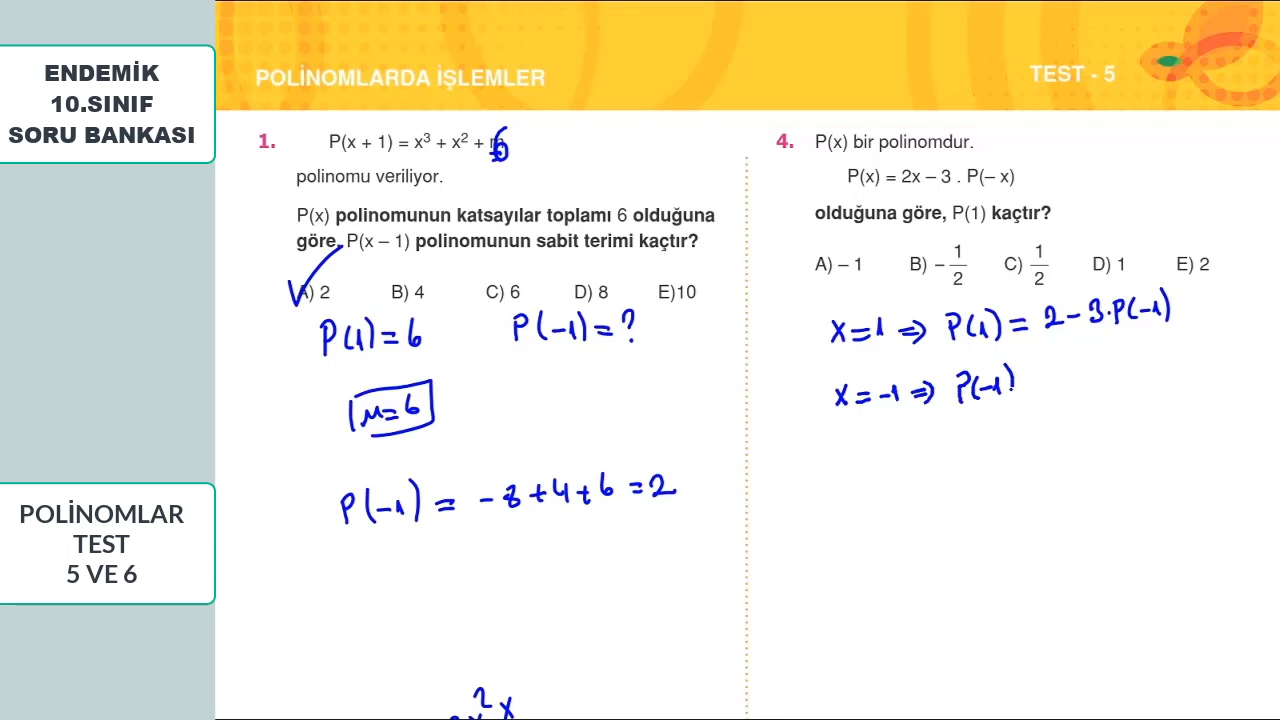 ENDEMİK
10.SINIF
SORU BANKASI
POLİNOMLAR
TEST
5 VE 6
POLİNOMLARDA İŞLEMLER
TEST - 5
1.
P(x + 1) = x³ + x² + 6
polinomu veriliyor.
P(x) polinomunun katsayılar toplamı 6 olduğuna
göre, P(x – 1) polinomunun sabit terimi kaçtır?
A) 2 B) 4 C) 6 D) 8 E)10
P(1) = 6 P(-1) = ?
m = 6
P(-1) = -8 + 4 + 6 = 2
4. P(x) bir polinomdur.
P(x) = 2x – 3 . P(– x)
olduğuna göre, P(1) kaçtır?
A) – 1 B) – 1/2 C) 1/2 D) 1 E) 2
x = 1 ⇒ P(1) = 2 - 3.P(-1)
x = -1 ⇒ P(-1)